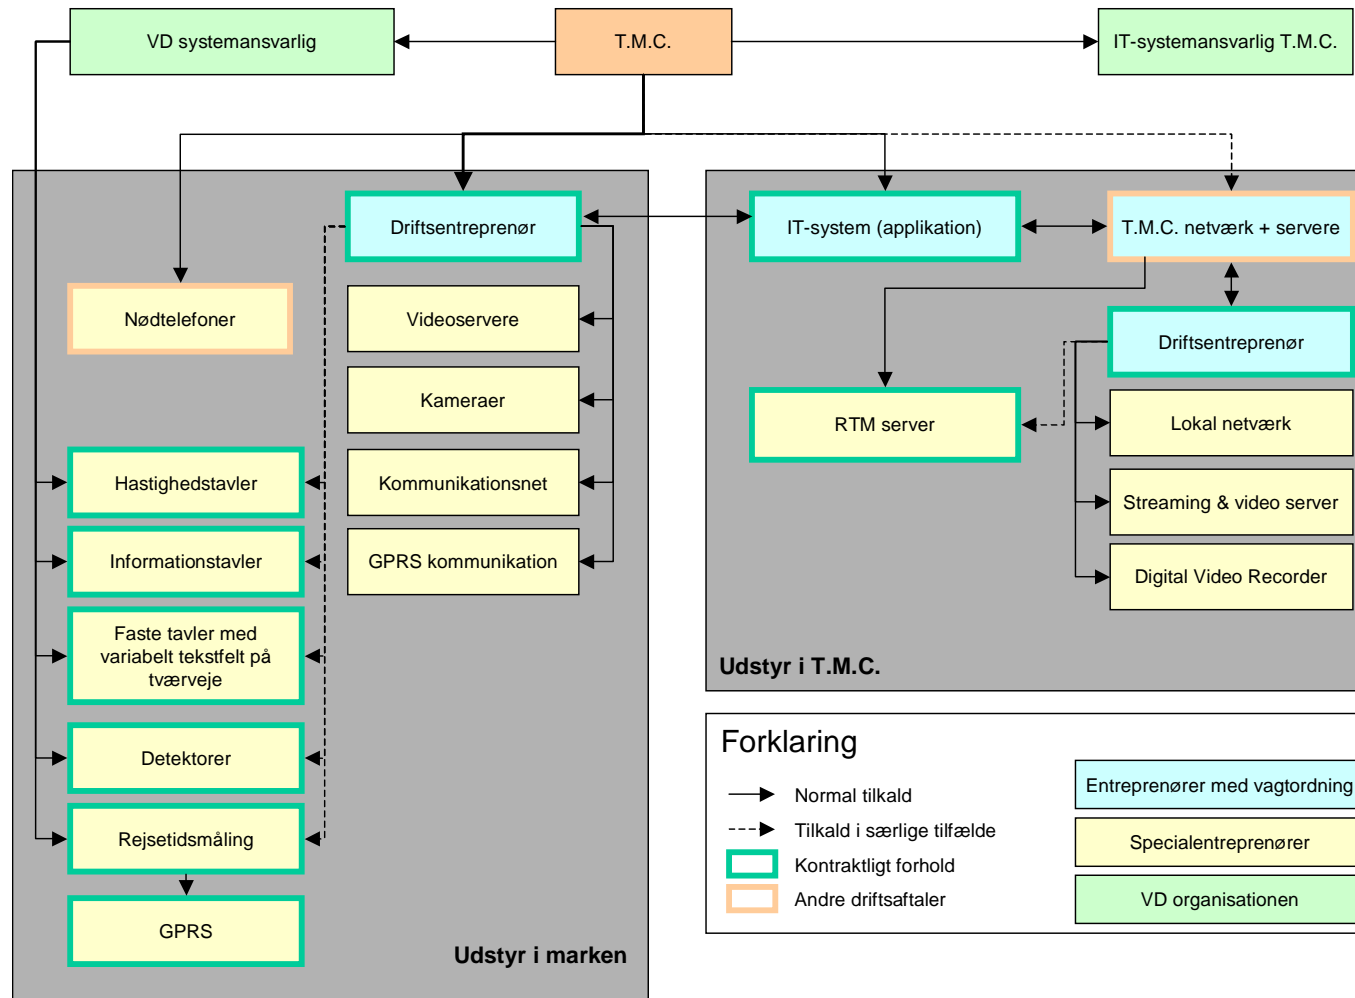 VD systemansvarlig
T.M.C.
IT-systemansvarlig T.M.C.
Driftsentreprenør
Nødtelefoner
Videoservere
Kameraer
Kommunikationsnet
GPRS kommunikation
Hastighedstavler
Informationstavler
Faste tavler med
variabelt tekstfelt på
tværveje
Detektorer
Rejsetidsmåling
GPRS
Udstyr i marken
IT-system (applikation)
T.M.C. netværk + servere
Driftsentreprenør
RTM server
Lokal netværk
Streaming & video server
Digital Video Recorder
Udstyr i T.M.C.
Forklaring
Normal tilkald
Tilkald i særlige tilfælde
Kontraktligt forhold
Andre driftsaftaler
Entreprenører med vagtordning
Specialentreprenører
VD organisationen